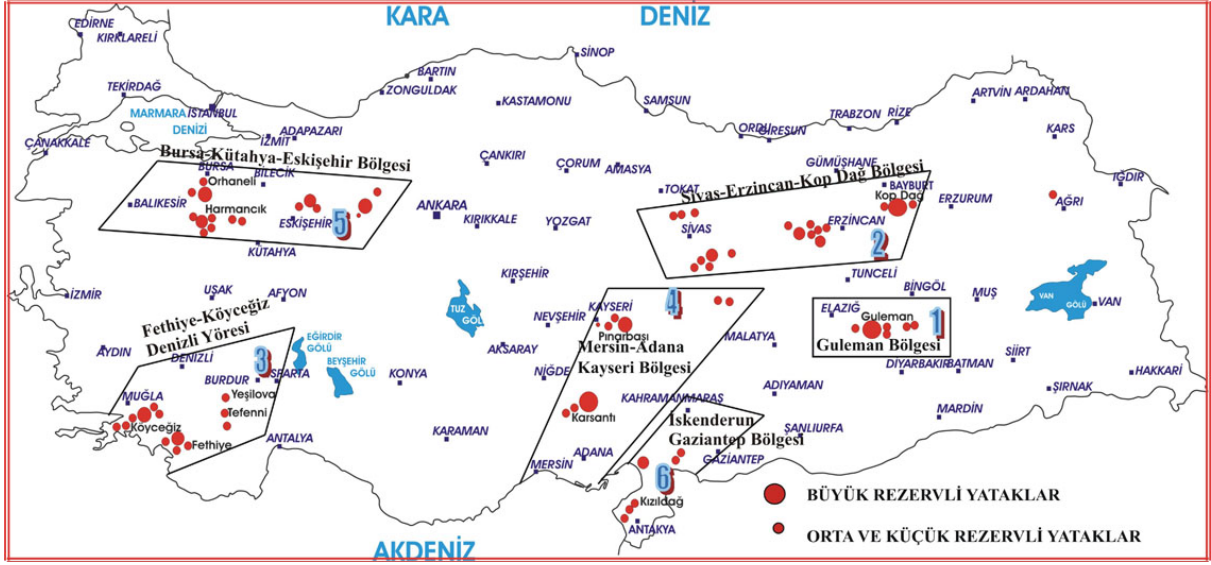 KARA DENİZ
EDİRNE
KIRKLARELİ
SİNOP
BARTIN
ZONGULDAK
TEKİRDAĞ
KASTAMONU
SAMSUN
ARTVİN
ARDAHAN
MARMARA
DENİZİ
İSTANBUL
TRABZON
RİZE
ORDU
GİRESUN
KARS
ÇANAKKALE
İZMİT
ADAPAZARI
Bursa-Kütahya-Eskişehir Bölgesi
ÇANKIRI
ÇORUM
AMASYA
GÜMÜŞHANE
Sivas-Erzincan-Kop Dağ Bölgesi
IĞDIR
BURSA
BİLECİK
Orhaneli
TOKAT
BAYBURT
Kop Dağ
ERZURUM
AĞRI
BALIKESİR
Harmancık
ESKİŞEHİR
5
ANKARA
KIRIKKALE
YOZGAT
SİVAS
ERZİNCAN
2
KÜTAHYA
KIRŞEHİR
TUNCELİ
BİNGÖL
MUŞ
VAN
GÖLÜ
VAN
İZMİR
UŞAK
AFYON
TUZ
GÖL
NEVŞEHİR
KAYSERİ
4
ELAZIĞ
Guleman
1
Guleman Bölgesi
Fethiye-Köyceğiz
Denizli Yöresi
Pınarbaşı
Mersin-Adana
Kayseri Bölgesi
MALATYA
AYDIN
DENİZLİ
3
EĞİRDİR
GÖLÜ
BEYŞEHİR
GÖLÜ
AKSARAY
DİYARBAKIR
BATMAN
SİİRT
HAKKARİ
BURDUR
ISPARTA
KONYA
NİĞDE
ADIYAMAN
ŞIRNAK
MUĞLA
Yeşilova
Tefenni
KAHRAMANMARAŞ
Karsantı
MARDİN
Köyceğiz
Fethiye
ANTALYA
KARAMAN
İskenderun
Gaziantep Bölgesi
ŞANLIURFA
MERSİN
ADANA
GAZİANTEP
6
Kızıldağ
ANTAKYA
BÜYÜK REZERVLİ YATAKLAR
ORTA VE KÜÇÜK REZERVLİ YATAKLAR
AKDENİZ